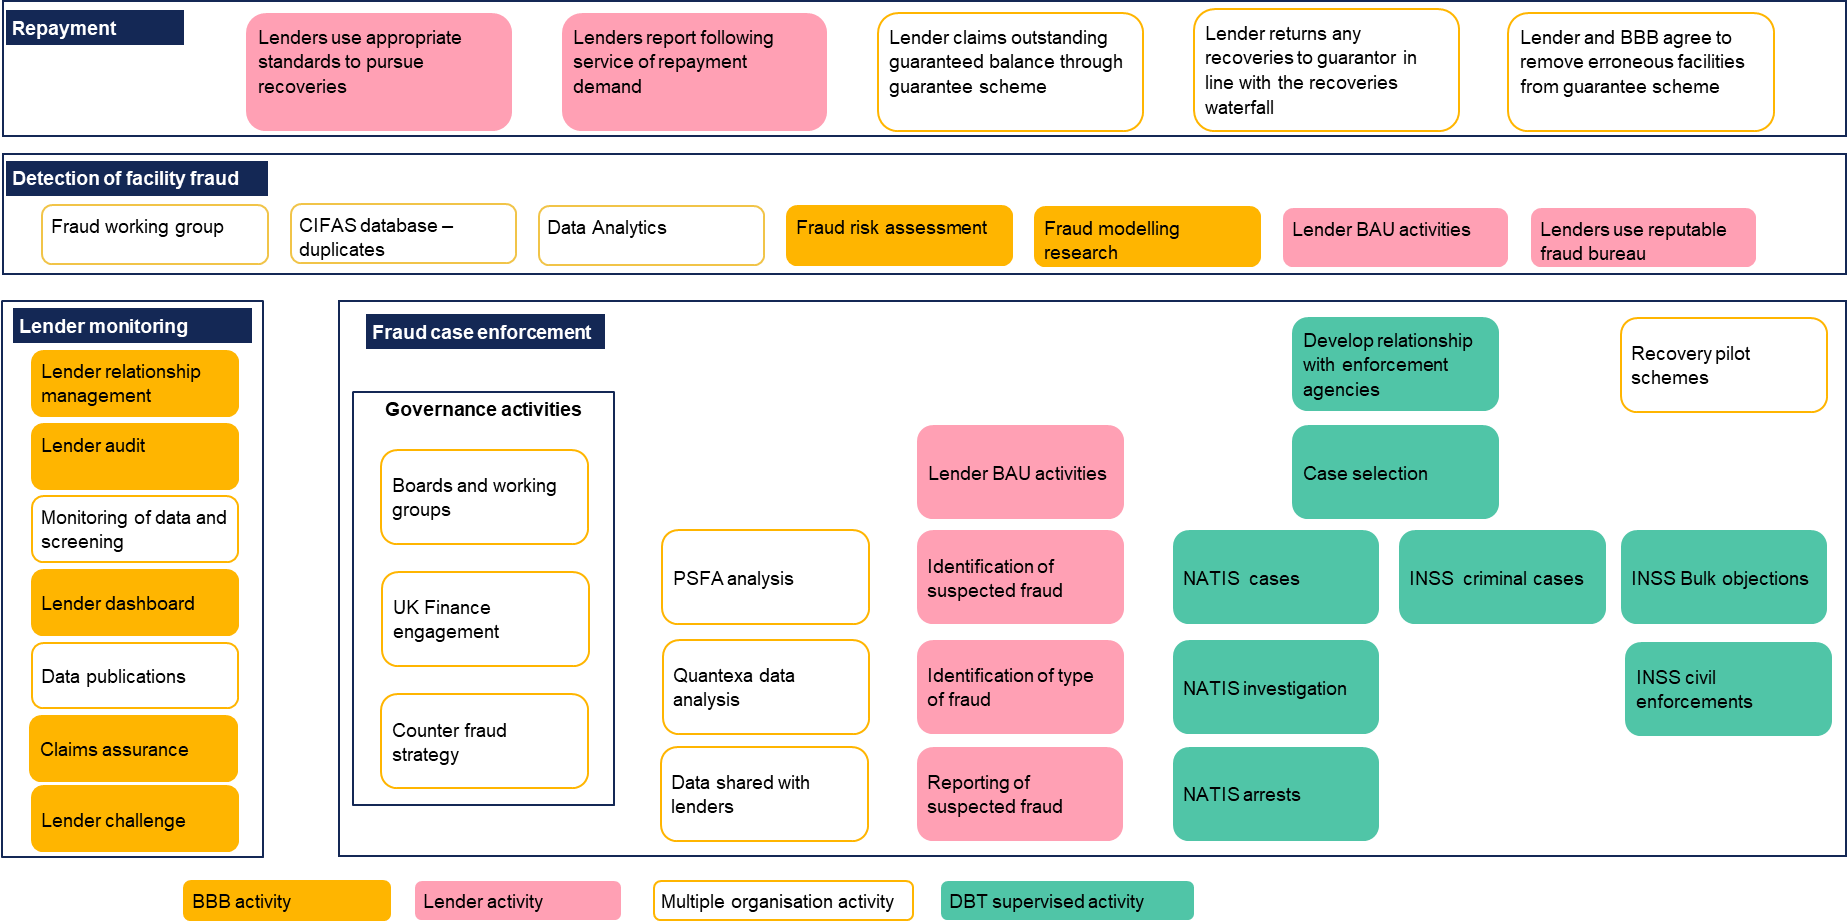 Repayment
Lenders use appropriate
standards to pursue
recoveries
Lenders report following
service of repayment
demand
Lender claims outstanding
guaranteed balance through
guarantee scheme
Lender returns any
recoveries to guarantor in
line with the recoveries
waterfall
Lender and BBB agree to
remove erroneous facilities
from guarantee scheme
Detection of facility fraud
Fraud working group
CIFAS database –
duplicates
Data Analytics
Fraud risk assessment
Fraud modelling
research
Lender BAU activities
Lenders use reputable
fraud bureau
Lender monitoring
Lender relationship
management
Lender audit
Monitoring of data and
screening
Lender dashboard
Data publications
Claims assurance
Lender challenge
Fraud case enforcement
Governance activities
Boards and working
groups
UK Finance
engagement
Counter fraud
strategy
PSFA analysis
Quantexa data
analysis
Data shared with
lenders
Lender BAU activities
Identification of
suspected fraud
Identification of type
of fraud
Reporting of
suspected fraud
Develop relationship
with enforcement
agencies
Case selection
NATIS cases
NATIS investigation
NATIS arrests
INSS criminal cases
Recovery pilot
schemes
INSS Bulk objections
INSS civil
enforcements
BBB activity
Lender activity
Multiple organisation activity
DBT supervised activity